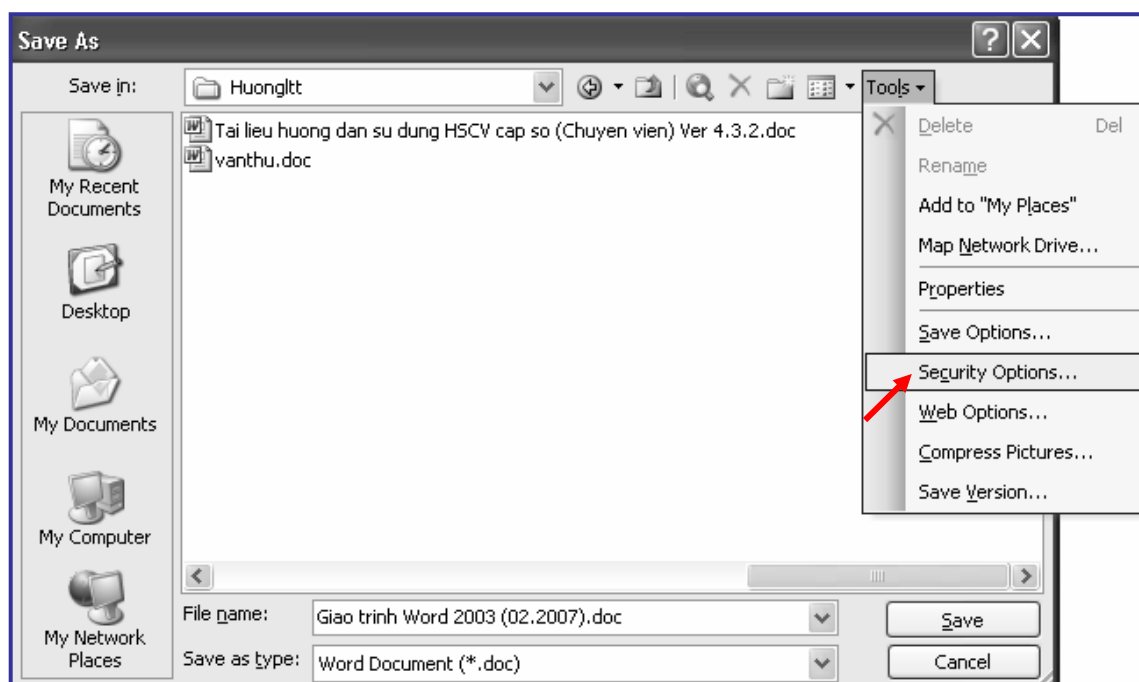 Save As
Save in:
Huongltt
Tools
Tai lieu huong dan su dung HSCV cap so (Chuyen vien) Ver 4.3.2.doc
vanthu.doc
My Recent
Documents
Desktop
My Documents
My Computer
My Network
Places
Delete Del
Rename
Add to "My Places"
Map Network Drive...
Properties
Save Options...
Security Options...
Web Options...
Compress Pictures...
Save Version...
File name:
Giao trinh Word 2003 (02.2007).doc
Save
Save as type:
Word Document (*.doc)
Cancel